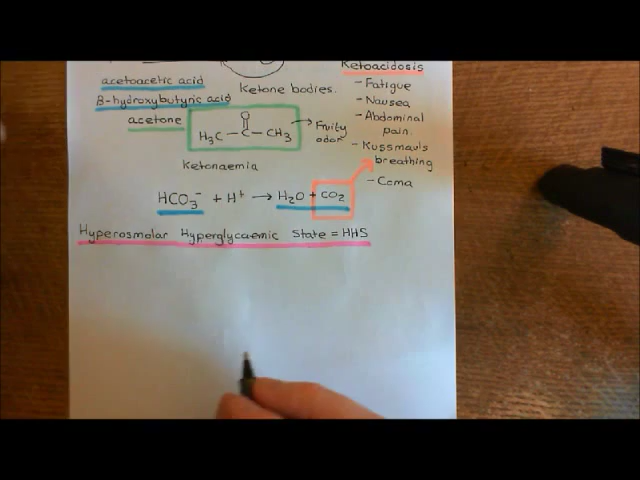 acetoacetic acid
B-hydroxybutyric acid
acetone
Ketone bodies.
O
H3C - C - CH3
Fruity
odor
Ketonaemia
HCO3⁻ + H⁺ → H2O + CO2
Ketoacidosis
- Fatigue
- Nausea
- Abdominal
pain.
- Kussmaul's
breathing
- Coma
Hyperosmolar Hyperglycaemic State = HHS